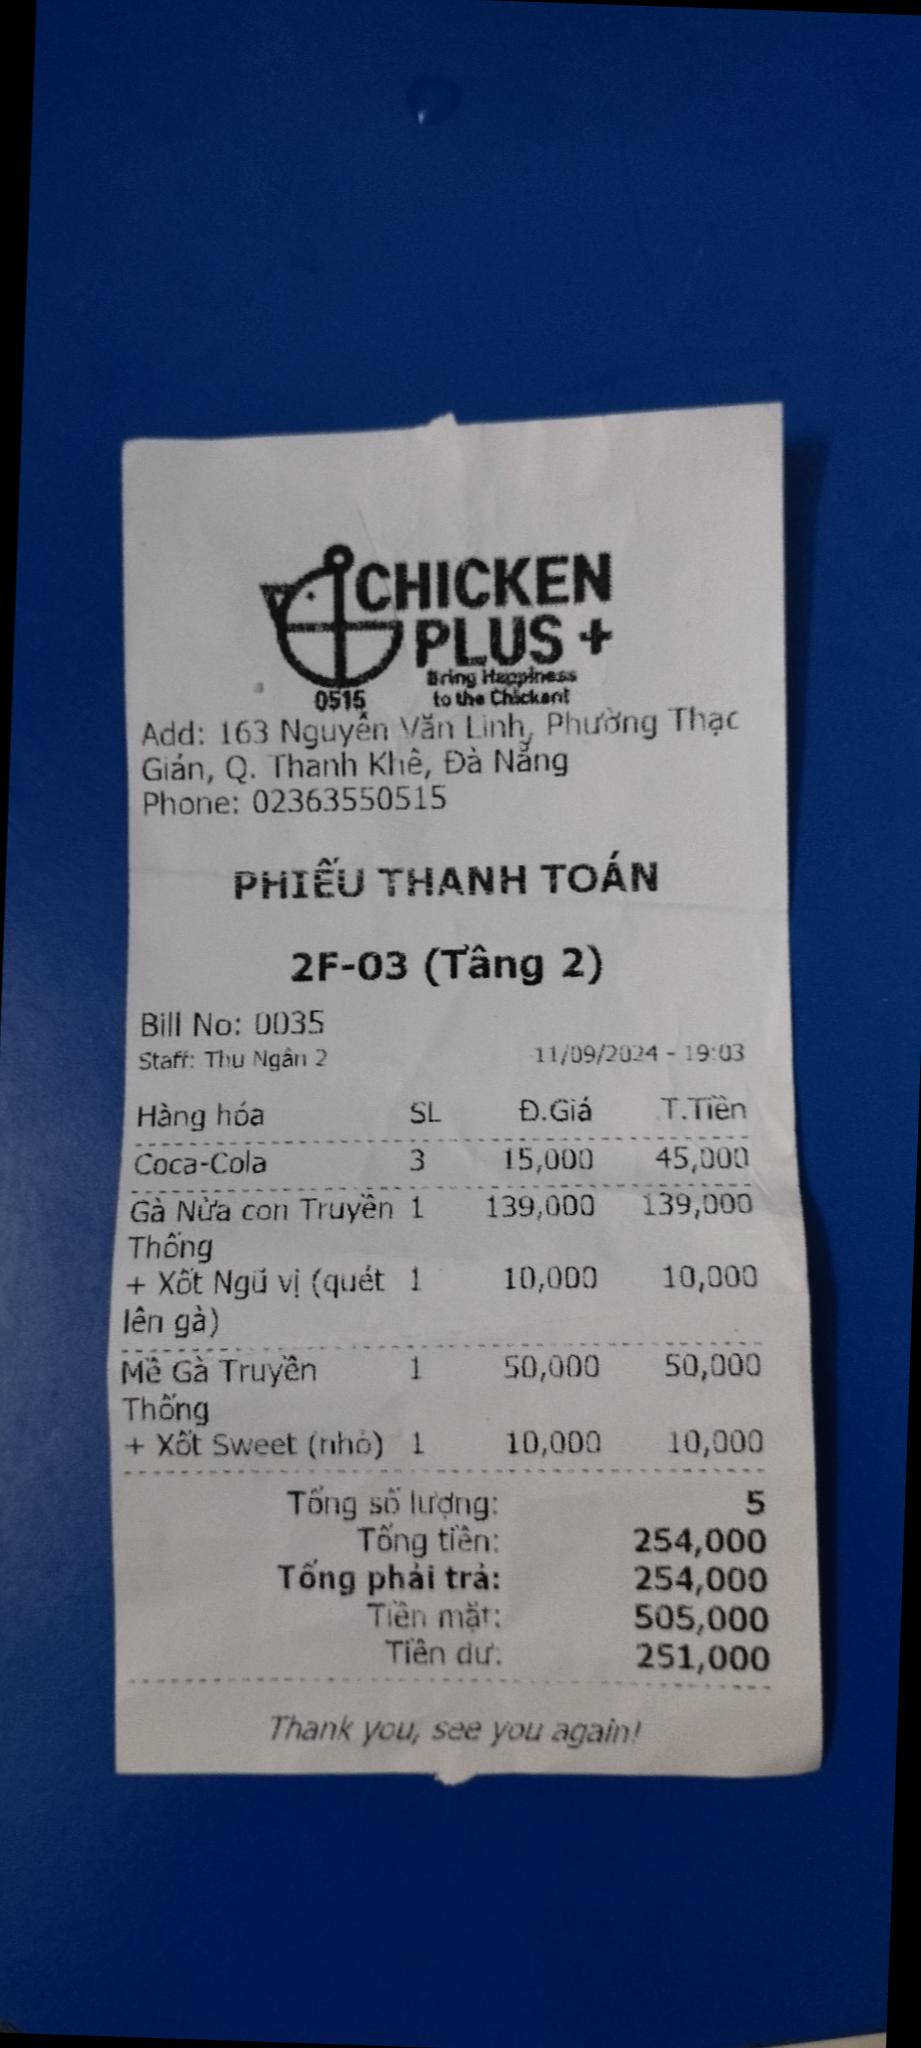 CHICKEN
PLUS +
Bring Happiness
to the Chickent
0515
Add: 163 Nguyễn Văn Linh, Phường Thạc
Gián, Q. Thanh Khê, Đà Nẵng
Phone: 02363550515
PHIẾU THANH TOÁN
2F-03 (Tầng 2)
Bill No: 0035
Staff: Thu Ngân 2 11/09/2024 - 19:03
Hàng hóa SL Đ.Giá T.Tiền
Coca-Cola 3 15,000 45,000
Gà Nửa con Truyền 1 139,000 139,000
Thống
+ Xốt Ngũ vị (quét 1 10,000 10,000
lên gà)
Mề Gà Truyền 1 50,000 50,000
Thống
+ Xốt Sweet (nhỏ) 1 10,000 10,000
Tổng số lượng: 5
Tổng tiền: 254,000
Tổng phải trả: 254,000
Tiền mặt: 505,000
Tiền dư: 251,000
Thank you, see you again!